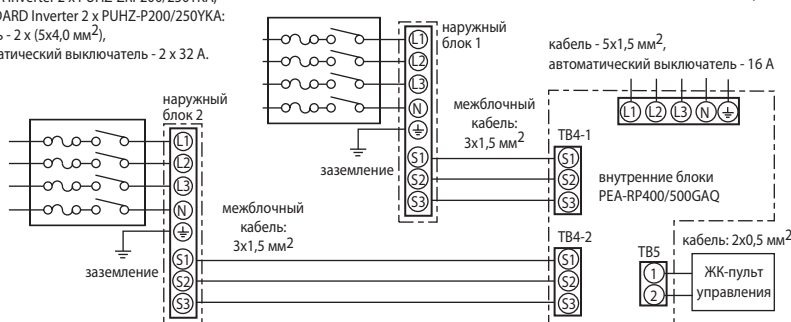 Inverter 2 x PUHZ-ZRP200/250YKA,
DARD Inverter 2 x PUHZ-P200/250YKA:
- 2 x (5x4,0 мм2),
атический выключатель - 2 x 32 А.
наружный
блок 1
L1
L2
L3
N
S1
S2
S3
заземление
кабель - 5x1,5 мм2,
автоматический выключатель - 16 А
L1 L2 L3 N
межблочный
кабель:
3x1,5 мм2
TB4-1
S1
S2
S3
внутренние блоки
PEA-RP400/500GAQ
наружный
блок 2
L1
L2
L3
N
S1
S2
S3
заземление
межблочный
кабель:
3x1,5 мм2
TB4-2
S1
S2
S3
TB5
1
2
кабель: 2x0,5 мм2
ЖК-пульт
управления